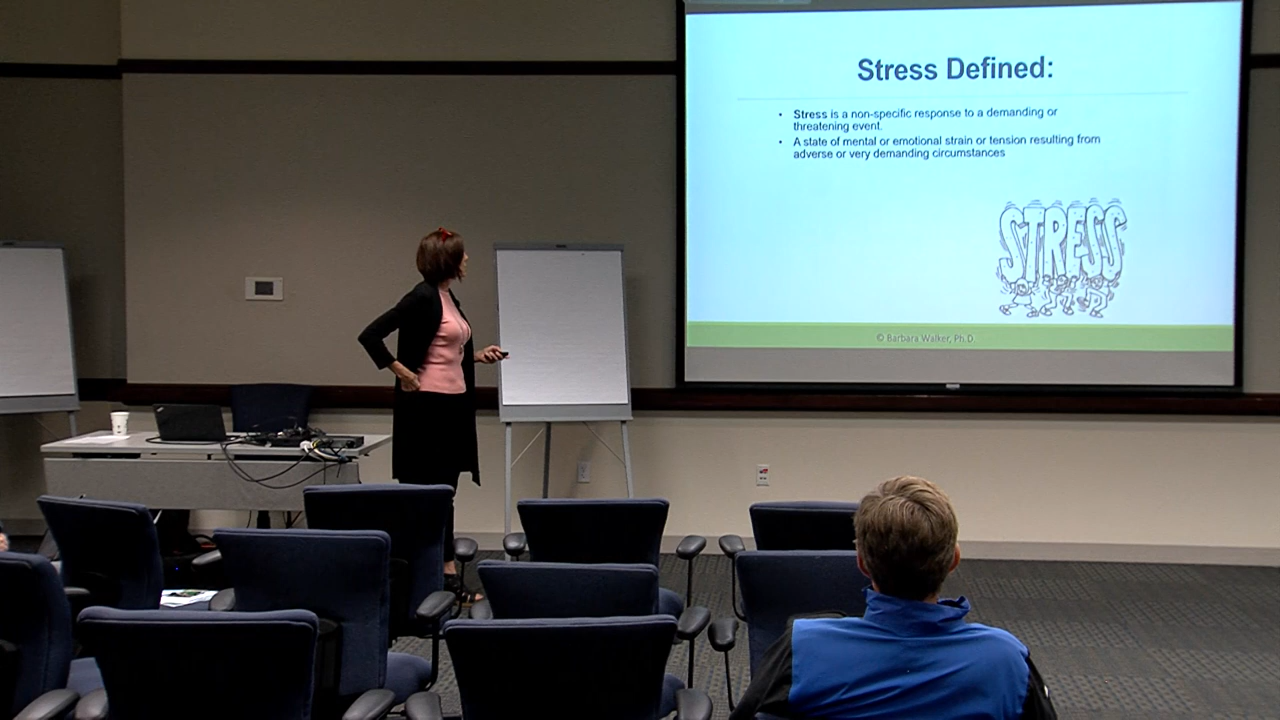 Stress Defined:
• Stress is a non-specific response to a demanding or
threatening event.
• A state of mental or emotional strain or tension resulting from
adverse or very demanding circumstances
STRESS
© Barbara Walker, Ph.D